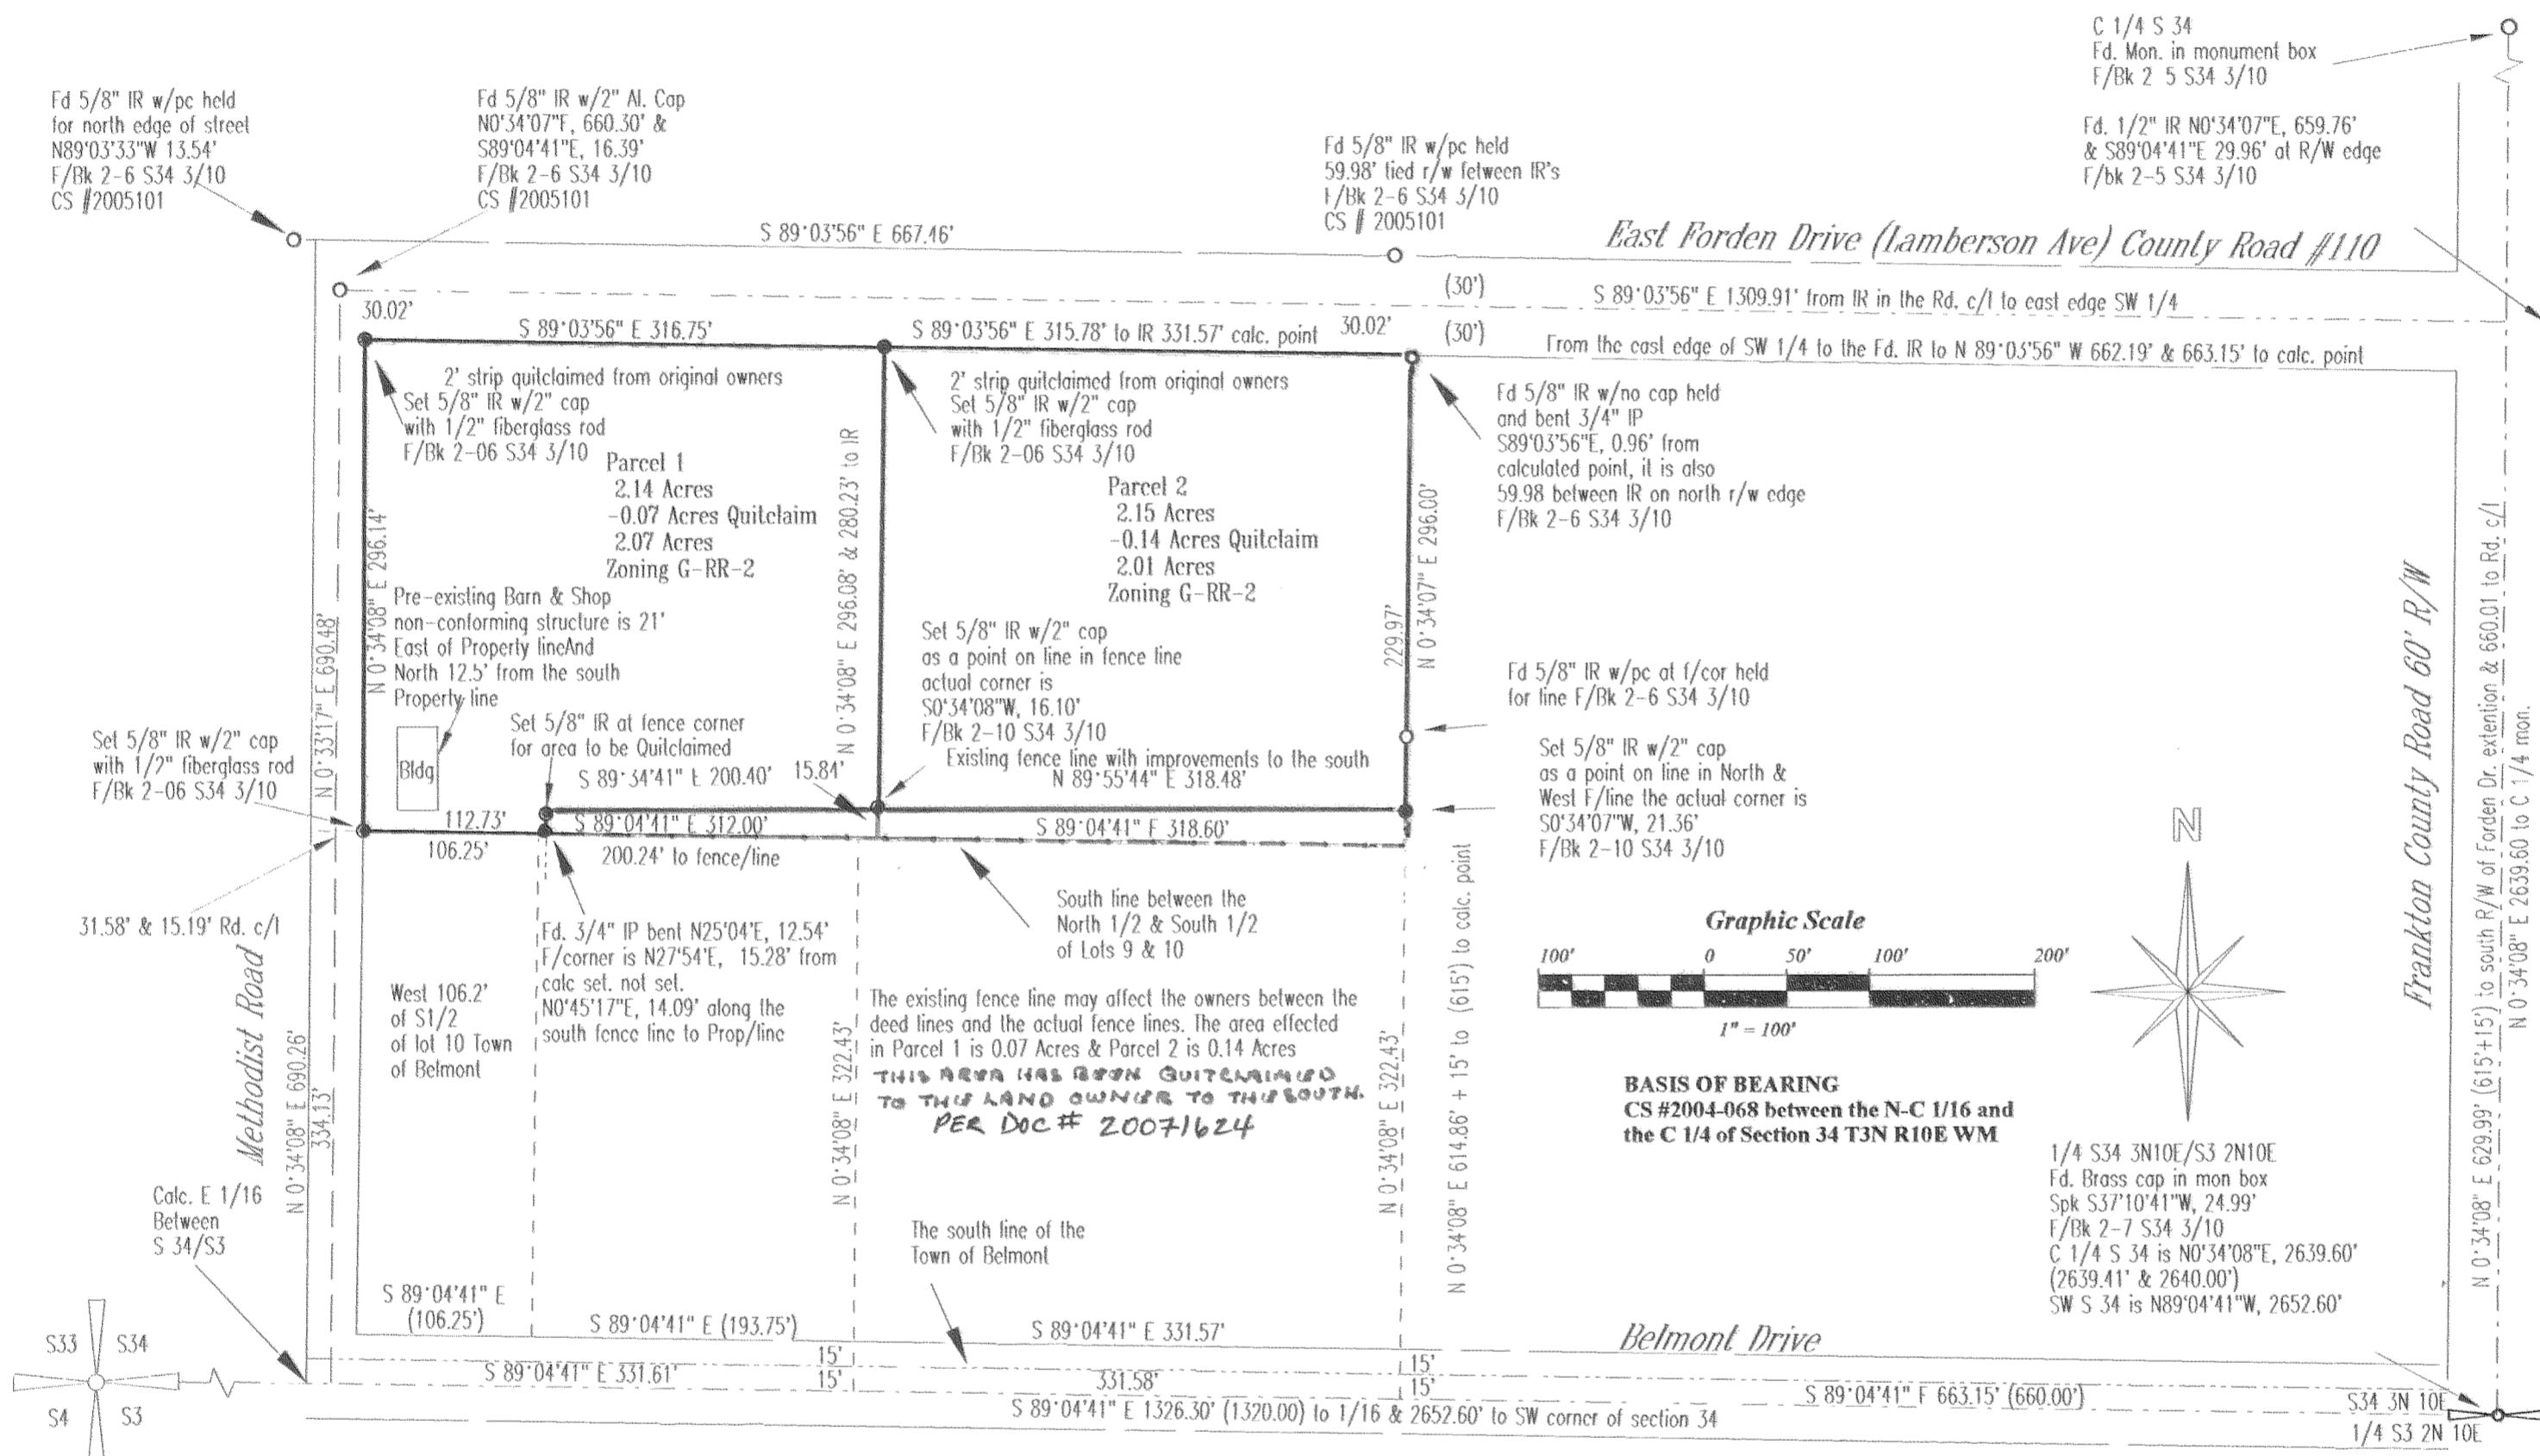 C 1/4 S 34
Fd. Mon. in monument box
F/Bk 2 5 S34 3/10
Fd. 1/2" IR N0°34'07"E, 659.76'
& S89°04'41"E 29.96' at R/W edge
F/bk 2-5 S34 3/10
Fd 5/8" IR w/pc held
for north edge of street
N89°03'33"W 13.54'
F/Bk 2-6 S34 3/10
CS #2005101
Fd 5/8" IR w/2" Al. Cap
N0°34'07"E, 660.30' &
S89°04'41"E, 16.39'
F/Bk 2-6 S34 3/10
CS #2005101
Fd 5/8" IR w/pc held
59.98' tied r/w fetween IR's
F/Bk 2-6 S34 3/10
CS # 2005101
S 89°03'56" E 667.46'
East Forden Drive (Lamberson Ave) County Road #110
(30')
S 89°03'56" E 1309.91' from IR in the Rd. c/l to east edge SW 1/4
30.02'
S 89°03'56" E 316.75'
S 89°03'56" E 315.78' to IR 331.57' calc. point
30.02'
(30')
From the east edge of SW 1/4 to the Fd. IR to N 89°03'56" W 662.19' & 663.15' to calc. point
2' strip quitclaimed from original owners
Set 5/8" IR w/2" cap
with 1/2" fiberglass rod
F/Bk 2-06 S34 3/10
Parcel 1
2.14 Acres
-0.07 Acres Quitclaim
2.07 Acres
Zoning G-RR-2
2' strip quitclaimed from original owners
Set 5/8" IR w/2" cap
with 1/2" fiberglass rod
F/Bk 2-06 S34 3/10
Parcel 2
2.15 Acres
-0.14 Acres Quitclaim
2.01 Acres
Zoning G-RR-2
Fd 5/8" IR w/no cap held
and bent 3/4" IP
S89°03'56"E, 0.96' from
calculated point, it is also
59.98 between IR on north r/w edge
F/Bk 2-6 S34 3/10
N 0°33'17" E 690.48'
N 0°34'08" E 296.14'
N 0°34'08" E 296.08' & 280.23' to IR
229.97'
N 0°34'07" E 296.00'
Pre-existing Barn & Shop
non-conforming structure is 21'
East of Property lineAnd
North 12.5' from the south
Property line
Bldg
Set 5/8" IR at fence corner
for area to be Quitclaimed
S 89°34'41" E 200.40'
15.84'
Set 5/8" IR w/2" cap
as a point on line in fence line
actual corner is
S0°34'08"W, 16.10'
F/Bk 2-10 S34 3/10
Existing fence line with improvements to the south
N 89°55'44" E 318.48'
Fd 5/8" IR w/pc at f/cor held
for line F/Bk 2-6 S34 3/10
Set 5/8" IR w/2" cap
as a point on line in North &
West F/line the actual corner is
S0°34'07"W, 21.36'
F/Bk 2-10 S34 3/10
Set 5/8" IR w/2" cap
with 1/2" fiberglass rod
F/Bk 2-06 S34 3/10
112.73'
S 89°04'41" E 312.00'
S 89°04'41" E 318.60'
106.25'
200.24' to fence/line
31.58' & 15.19' Rd. c/l
Fd. 3/4" IP bent N25°04'E, 12.54'
F/corner is N27°54'E, 15.28' from
calc set. not set.
N0°45'17"E, 14.09' along the
south fence line to Prop/line
South line between the
North 1/2 & South 1/2
of Lots 9 & 10
West 106.2'
of S1/2
of lot 10 Town
of Belmont
The existing fence line may affect the owners between the
deed lines and the actual fence lines. The area effected
in Parcel 1 is 0.07 Acres & Parcel 2 is 0.14 Acres
THIS AREA HAS BEEN QUITCLAIMED
TO THE LAND OWNER TO THE SOUTH.
PER DOC # 20071624
Methodist Road
N 0°34'08" E 690.26'
334.13'
N 0°34'08" E 322.43'
N 0°34'08" E 322.43'
N 0°34'08" E 614.86' + 15' to (615') to calc. point
Graphic Scale
100' 0 50' 100' 200'
1" = 100'
N
BASIS OF BEARING
CS #2004-068 between the N-C 1/16 and
the C 1/4 of Section 34 T3N R10E WM
Frankton County Road 60' R/W
N 0°34'08" E 629.99' (615'+15') to south R/W of Forden Dr. extention & 660.01 to Rd. c/l
N 0°34'08" E 2639.60 to C 1/4 mon.
1/4 S34 3N10E/S3 2N10E
Fd. Brass cap in mon box
Spk S37°10'41"W, 24.99'
F/Bk 2-7 S34 3/10
C 1/4 S 34 is N0°34'08"E, 2639.60'
(2639.41' & 2640.00')
SW S 34 is N89°04'41"W, 2652.60'
Calc. E 1/16
Between
S 34/S3
The south line of the
Town of Belmont
S 89°04'41" E
(106.25')
S 89°04'41" E (193.75')
S 89°04'41" E 331.57'
Belmont Drive
S33 S34
S4 S3
S 89°04'41" E 331.61'
15'
15'
331.58'
15'
15'
S 89°04'41" E 663.15' (660.00')
S 89°04'41" E 1326.30' (1320.00) to 1/16 & 2652.60' to SW corner of section 34
S34 3N 10E
1/4 S3 2N 10E